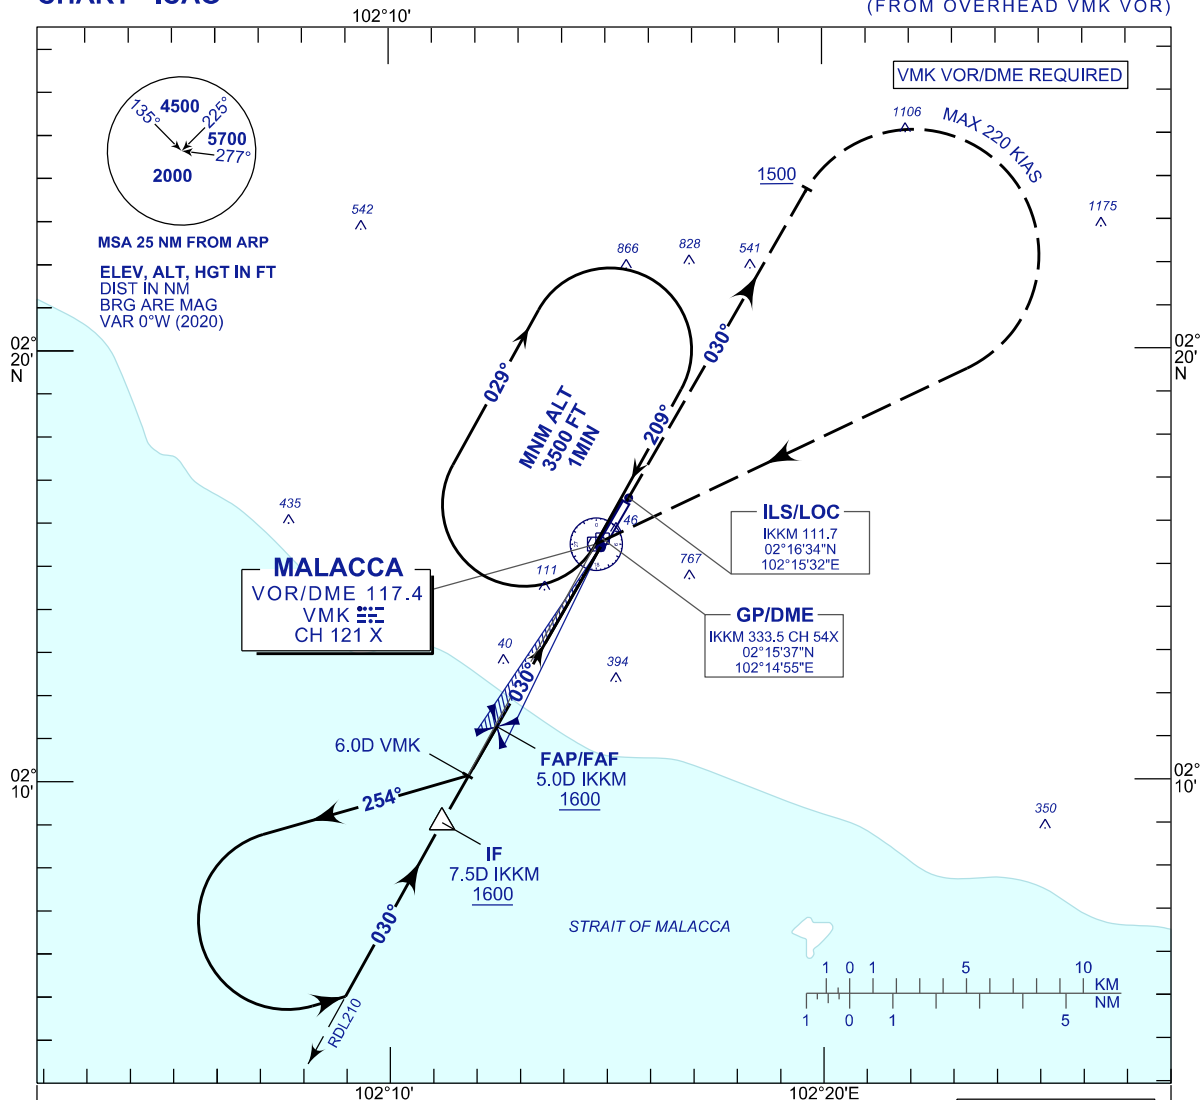 CHART - ICAO
(FROM OVERHEAD VMK VOR)
102°10'
VMK VOR/DME REQUIRED
4500
135°
225°
5700
277°
2000
MSA 25 NM FROM ARP
ELEV, ALT, HGT IN FT
DIST IN NM
BRG ARE MAG
VAR 0°W (2020)
1106
MAX 220 KIAS
1500
542
1175
866
828
541
02°
20'
N
02°
20'
N
030°
029°
209°
MNM ALT
3500 FT
1MIN
435
46
ILS/LOC
IKKM 111.7
02°16'34"N
102°15'32"E
MALACCA
VOR/DME 117.4
VMK
CH 121 X
111
767
GP/DME
IKKM 333.5 CH 54X
02°15'37"N
102°14'55"E
40
394
030°
6.0D VMK
FAP/FAF
5.0D IKKM
1600
02°
10'
02°
10'
254°
350
IF
7.5D IKKM
1600
030°
STRAIT OF MALACCA
RDL210
1 0 1 5 10
KM
NM
1 0 1 5
102°10'
102°20'E